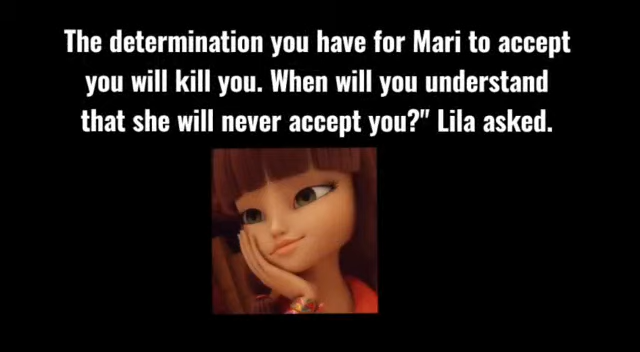 The determination you have for Mari to accept
you will kill you. When will you understand
that she will never accept you?" Lila asked.